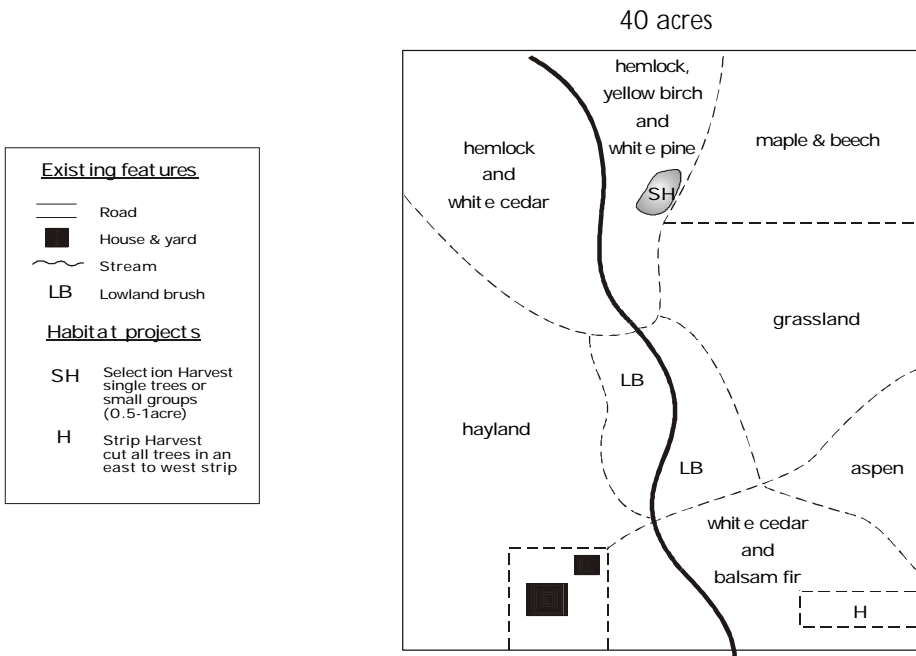 40 acres
Existing features
Road
House & yard
Stream
LB Lowland brush
Habitat projects
SH Selection Harvest
single trees or
small groups
(0.5-1acre)
H Strip Harvest
cut all trees in an
east to west strip
hemlock,
yellow birch
and
white pine
maple & beech
hemlock
and
white cedar
SH
grassland
LB
hayland
LB
aspen
white cedar
and
balsam fir
H